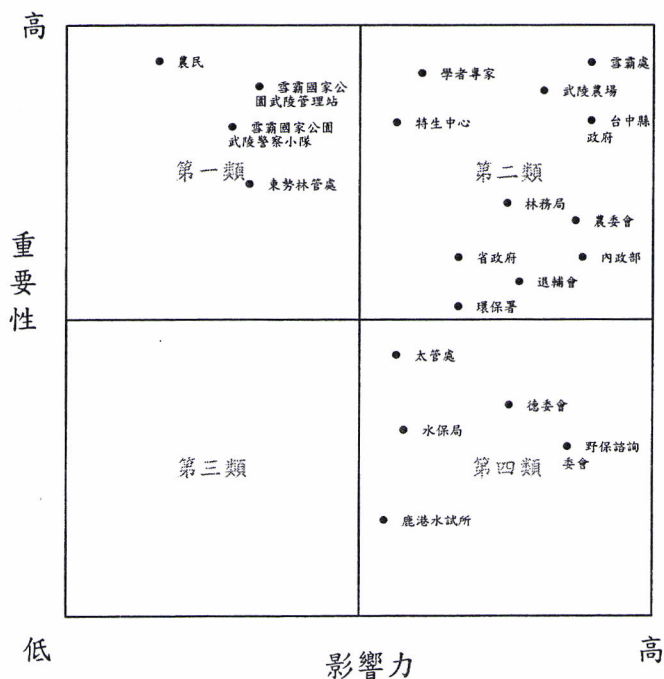 高
農民
雪霸國家公
園武陵管理站
雪霸國家公園
武陵警察小隊
第一類
東勢林管處
學者專家
雪霸處
武陵農場
特生中心
台中縣
政府
第二類
林務局
農委會
省政府
內政部
退輔會
環保署
重要性
太管處
德委會
水保局
野保諮詢
委會
第三類
第四類
鹿港水試所
低
影響力
高